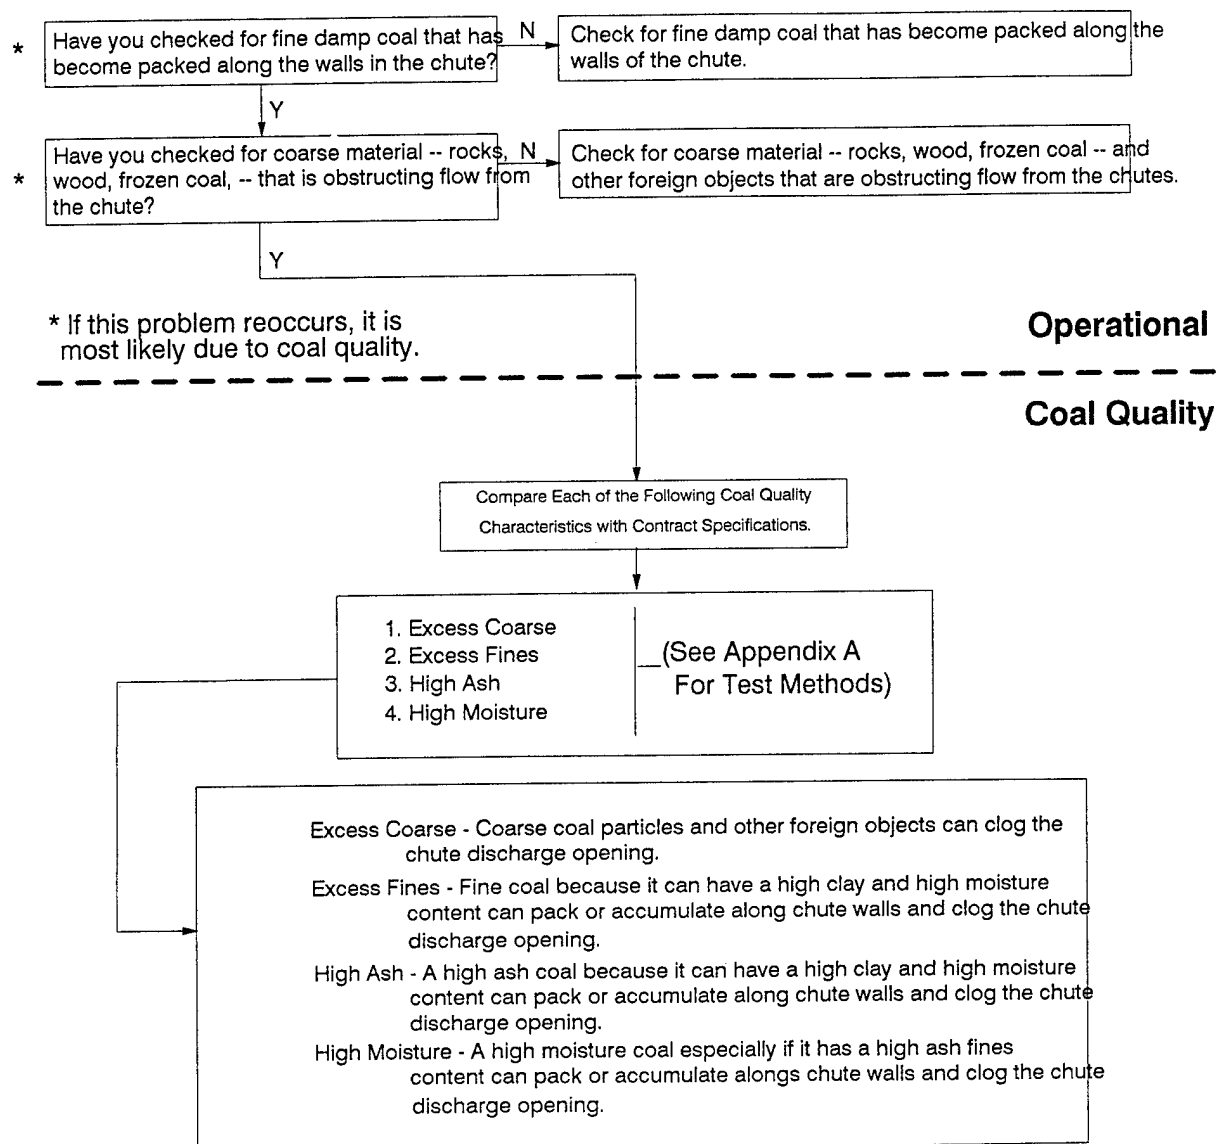 * Have you checked for fine damp coal that has N Check for fine damp coal that has become packed along the
become packed along the walls in the chute? walls of the chute.
Y
Have you checked for coarse material -- rocks, N Check for coarse material -- rocks, wood, frozen coal -- and
* wood, frozen coal, -- that is obstructing flow from other foreign objects that are obstructing flow from the chutes.
the chute?
Y
* If this problem reoccurs, it is
most likely due to coal quality.
Operational
Coal Quality
Compare Each of the Following Coal Quality
Characteristics with Contract Specifications.
1. Excess Coarse
2. Excess Fines
3. High Ash
4. High Moisture
(See Appendix A
For Test Methods)
Excess Coarse - Coarse coal particles and other foreign objects can clog the
chute discharge opening.
Excess Fines - Fine coal because it can have a high clay and high moisture
content can pack or accumulate along chute walls and clog the chute
discharge opening.
High Ash - A high ash coal because it can have a high clay and high moisture
content can pack or accumulate along chute walls and clog the chute
discharge opening.
High Moisture - A high moisture coal especially if it has a high ash fines
content can pack or accumulate alongs chute walls and clog the chute
discharge opening.